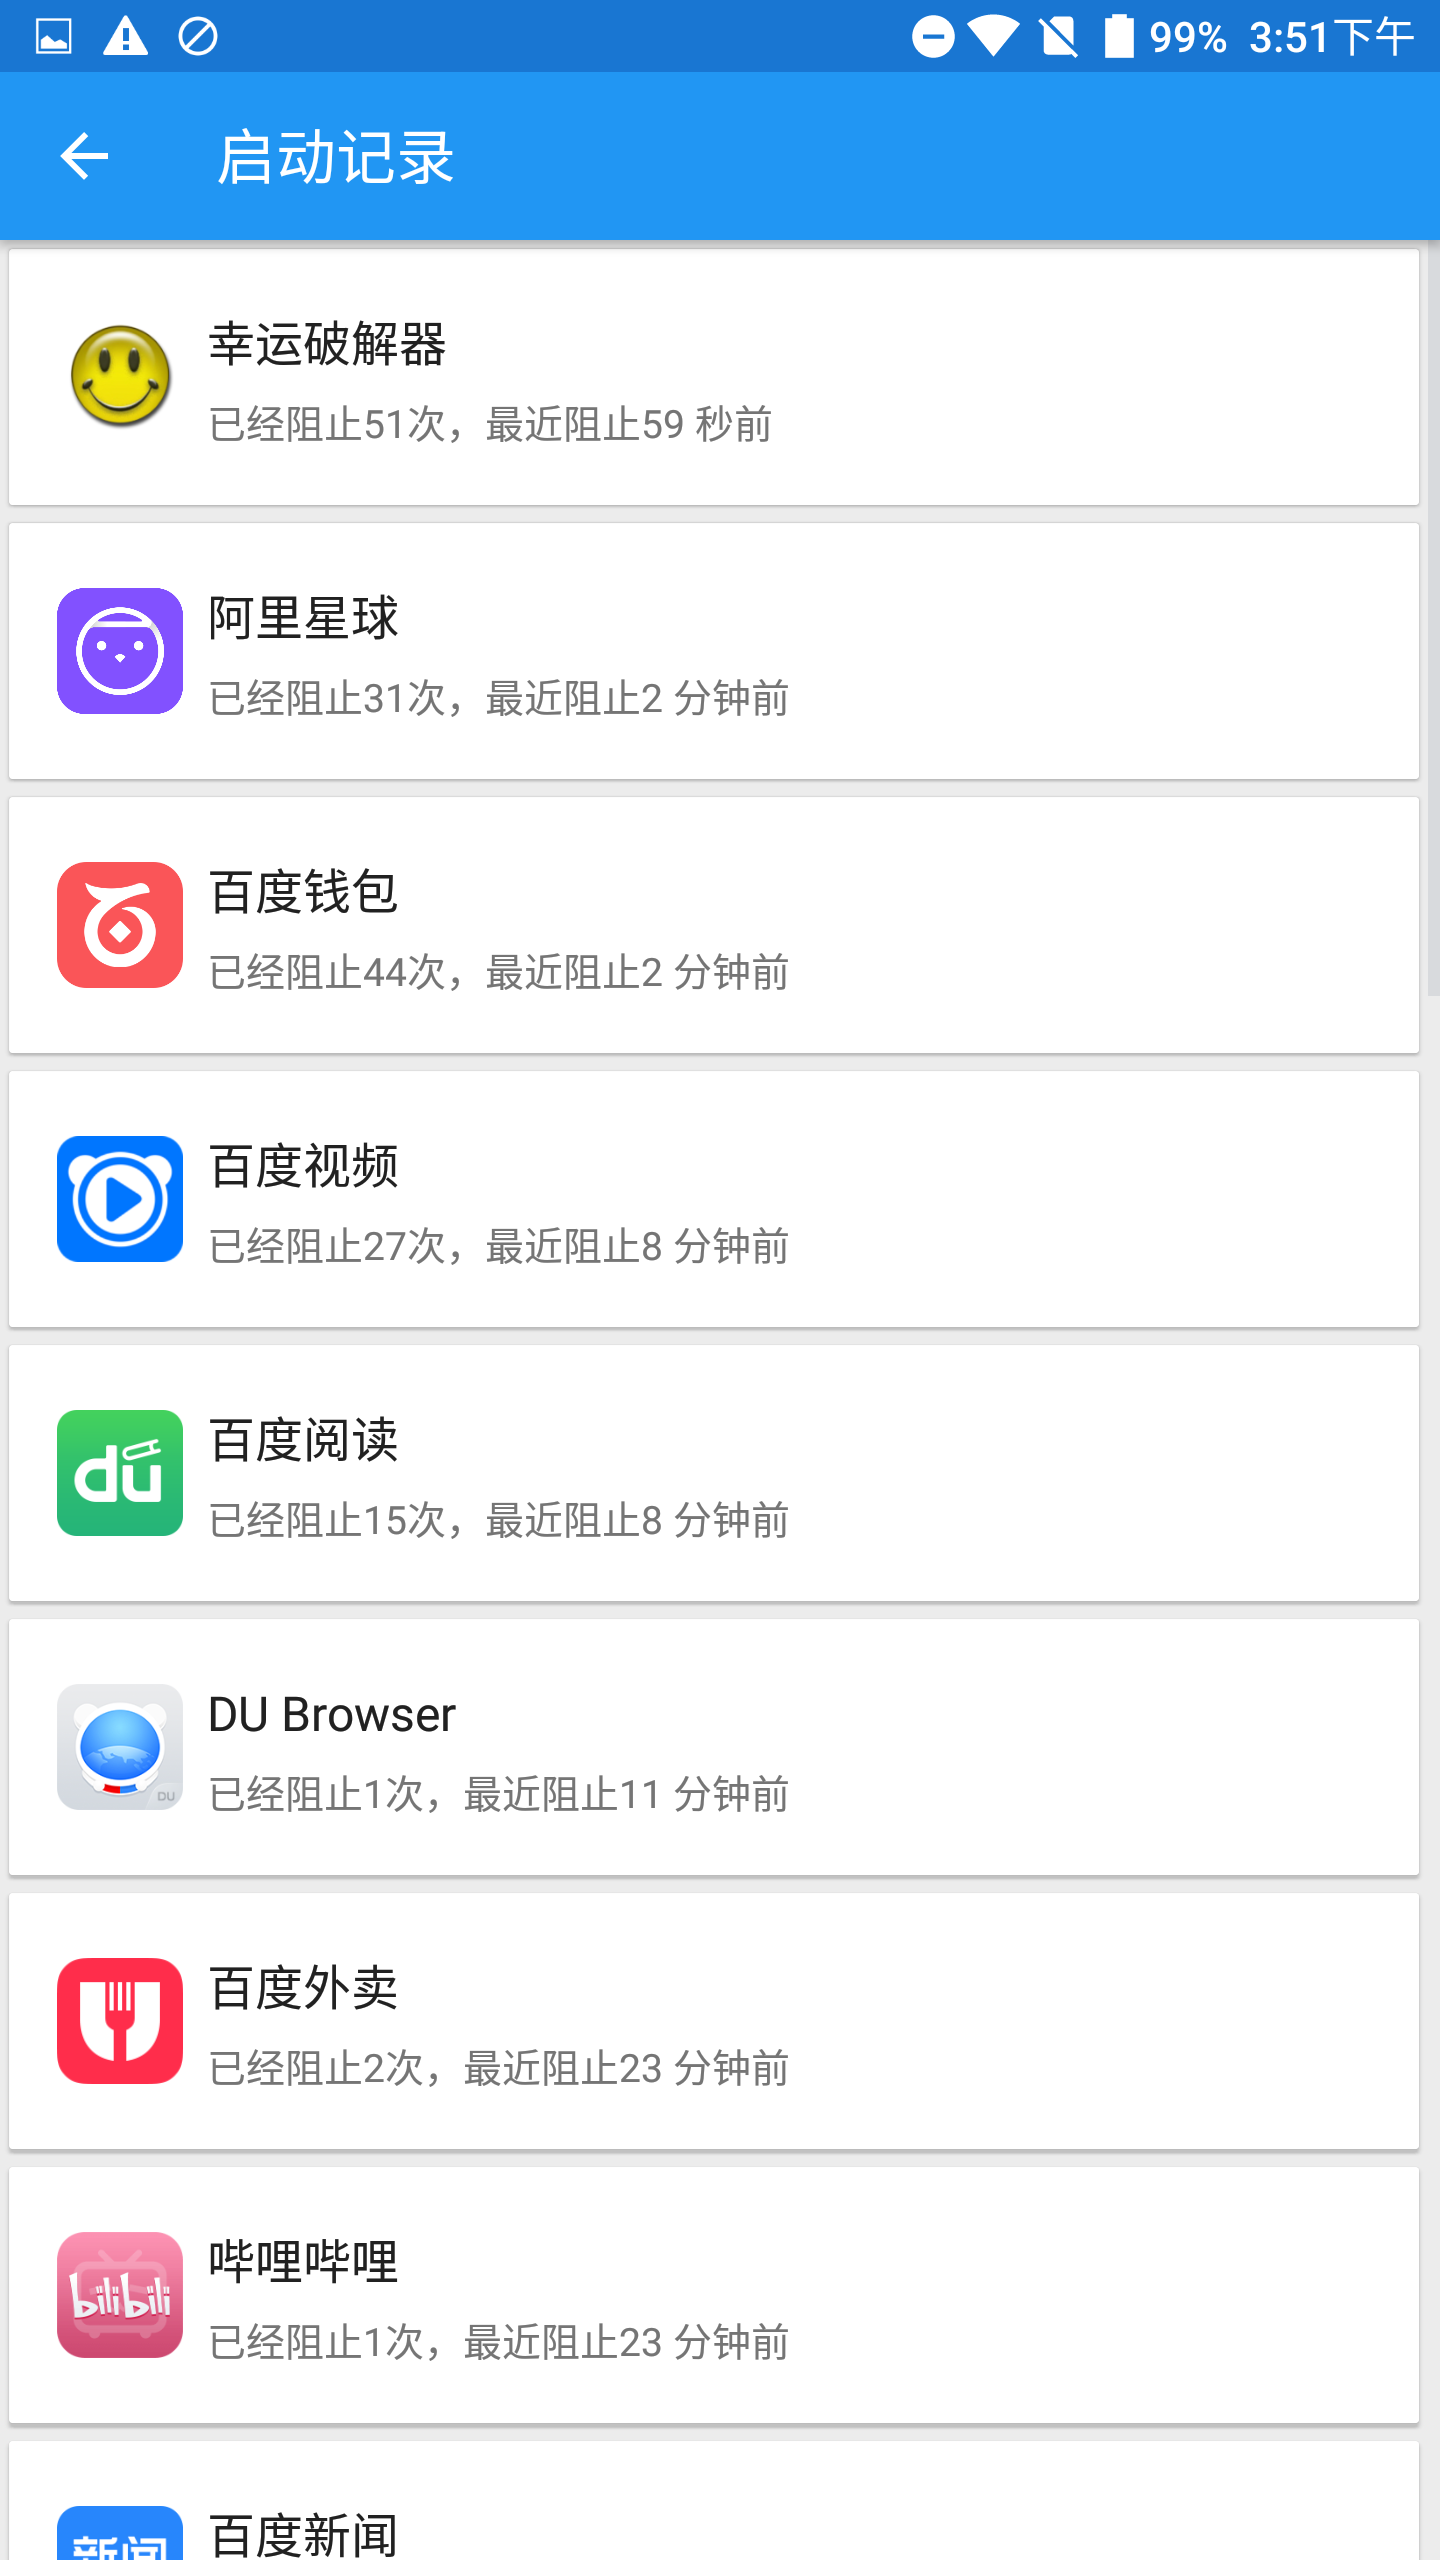 99% 3:51下午
启动记录
幸运破解器
已经阻止51次，最近阻止59 秒前
阿里星球
已经阻止31次，最近阻止2 分钟前
百度钱包
已经阻止44次，最近阻止2 分钟前
百度视频
已经阻止27次，最近阻止8 分钟前
du
百度阅读
已经阻止15次，最近阻止8 分钟前
DU
DU Browser
已经阻止1次，最近阻止11 分钟前
百度外卖
已经阻止2次，最近阻止23 分钟前
bilibili
哔哩哔哩
已经阻止1次，最近阻止23 分钟前
新闻
百度新闻